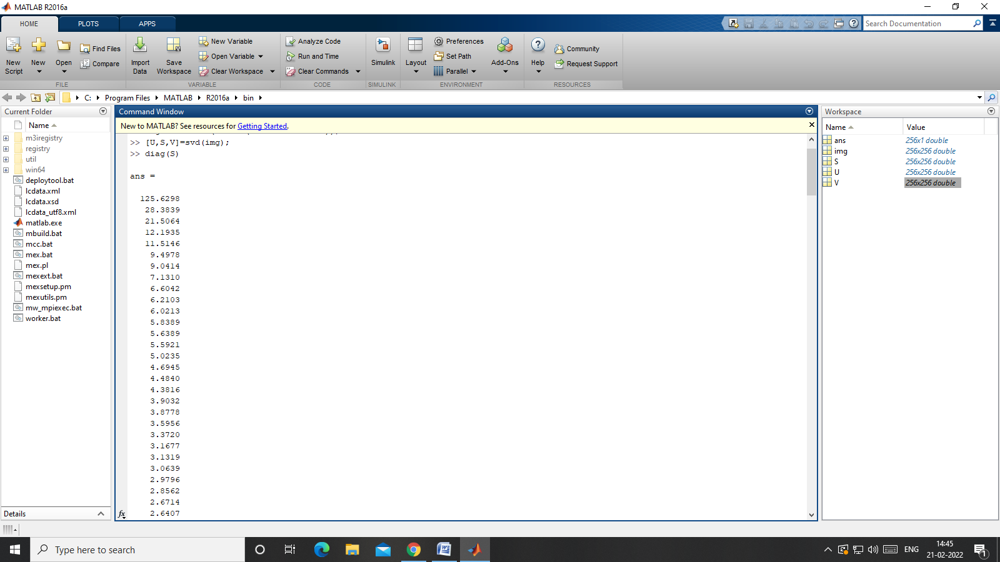 MATLAB R2016a
HOME
PLOTS
APPS
Search Documentation
New Script
New
Open
Find Files
Compare
FILE
Import Data
Save Workspace
New Variable
Open Variable
Clear Workspace
VARIABLE
Analyze Code
Run and Time
Clear Commands
CODE
Simulink
SIMULINK
Layout
Preferences
Set Path
Parallel
ENVIRONMENT
Add-Ons
Help
Community
Request Support
RESOURCES
C: Program Files MATLAB R2016a bin
Current Folder
Name
m3iregistry
registry
util
win64
deploytool.bat
lcdata.xml
lcdata.xsd
lcdata_utf8.xml
matlab.exe
mbuild.bat
mcc.bat
mex.bat
mex.pl
mexext.bat
mexsetup.pm
mexutils.pm
mw_mpiexec.bat
worker.bat
Details
Command Window
New to MATLAB? See resources for Getting Started.
>> [U,S,V]=svd(img);
>> diag(S)
ans =
125.6298
28.3839
21.5064
12.1935
11.5146
9.4978
9.0414
7.1310
6.6042
6.2103
6.0213
5.8389
5.6389
5.5921
5.0235
4.6945
4.4840
4.3816
3.9032
3.8778
3.5956
3.3720
3.1677
3.1319
3.0639
2.9796
2.8562
2.6714
2.6407
fx
Workspace
Name Value
ans 256x1 double
img 256x256 double
S 256x256 double
U 256x256 double
V 256x256 double
Type here to search
ENG
14:45
21-02-2022
1